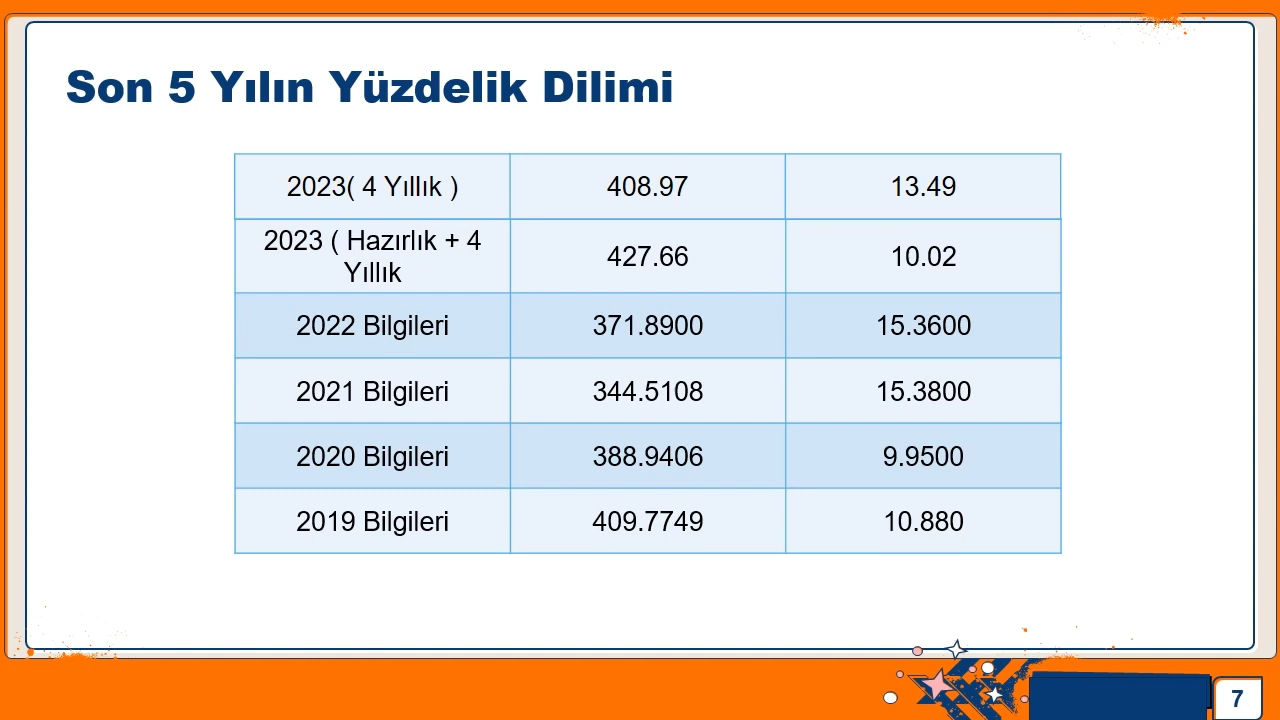 Son 5 Yılın Yüzdelik Dilimi
2023( 4 Yıllık ) 408.97 13.49
2023 ( Hazırlık + 4
Yıllık 427.66 10.02
2022 Bilgileri 371.8900 15.3600
2021 Bilgileri 344.5108 15.3800
2020 Bilgileri 388.9406 9.9500
2019 Bilgileri 409.7749 10.880
7